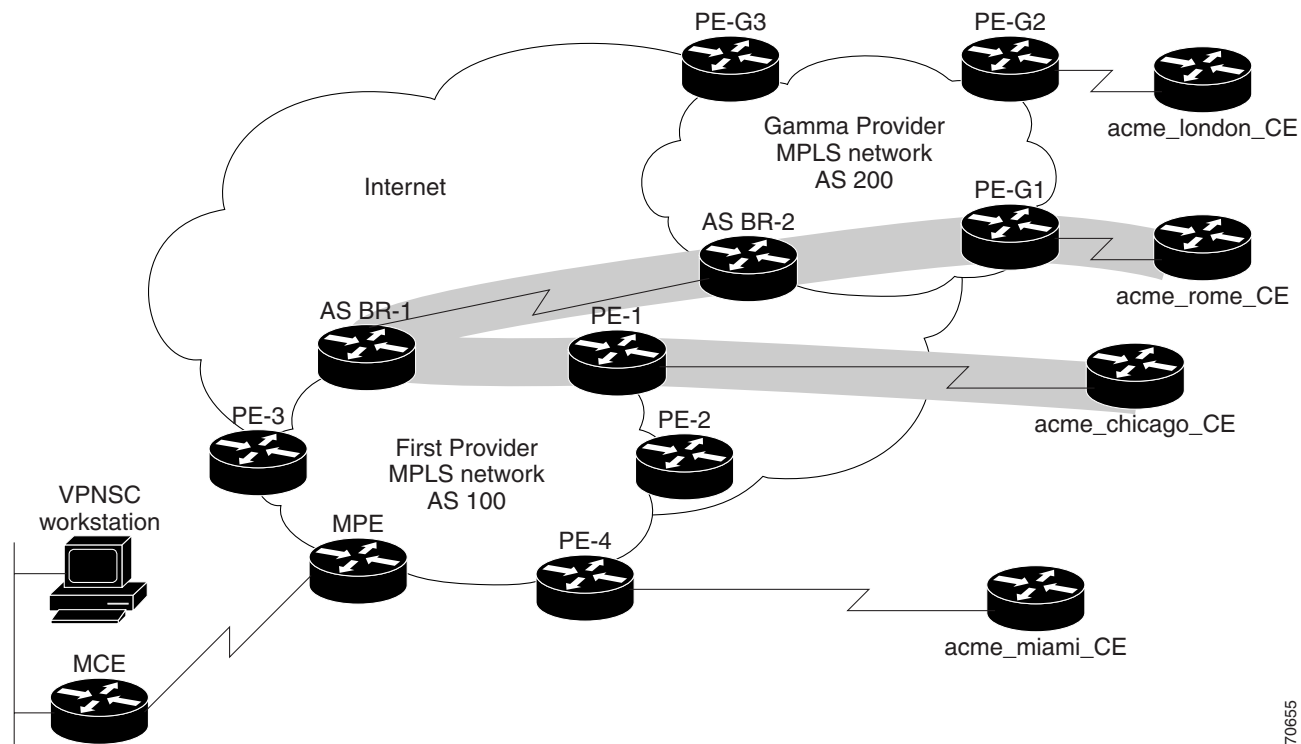 PE-G3
PE-G2
acme_london_CE
Gamma Provider
MPLS network
AS 200
Internet
PE-G1
AS BR-2
acme_rome_CE
AS BR-1
PE-1
acme_chicago_CE
PE-3
PE-2
First Provider
MPLS network
AS 100
VPNSC
workstation
MPE
PE-4
acme_miami_CE
MCE
70655